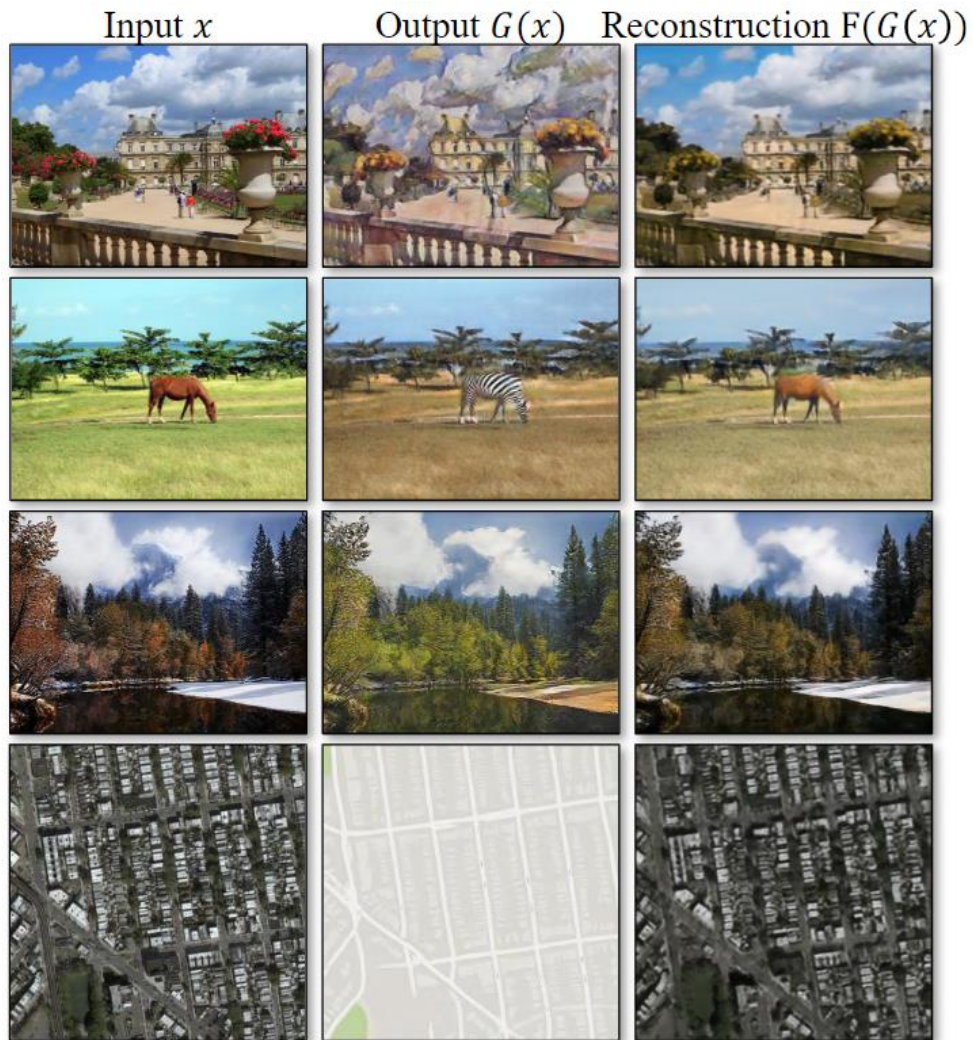 Input x
Output G(x)
Reconstruction F(G(x))